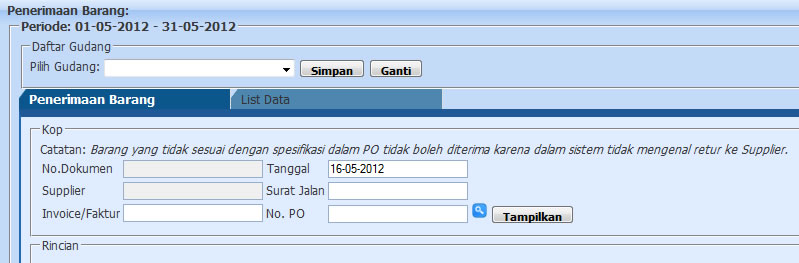 Penerimaan Barang:
Periode: 01-05-2012 - 31-05-2012
Daftar Gudang
Pilih Gudang: Simpan Ganti
Penerimaan Barang List Data
Kop
Catatan: Barang yang tidak sesuai dengan spesifikasi dalam PO tidak boleh diterima karena dalam sistem tidak mengenal retur ke Supplier.
No.Dokumen Tanggal 16-05-2012
Supplier Surat Jalan
Invoice/Faktur No. PO Tampilkan
Rincian